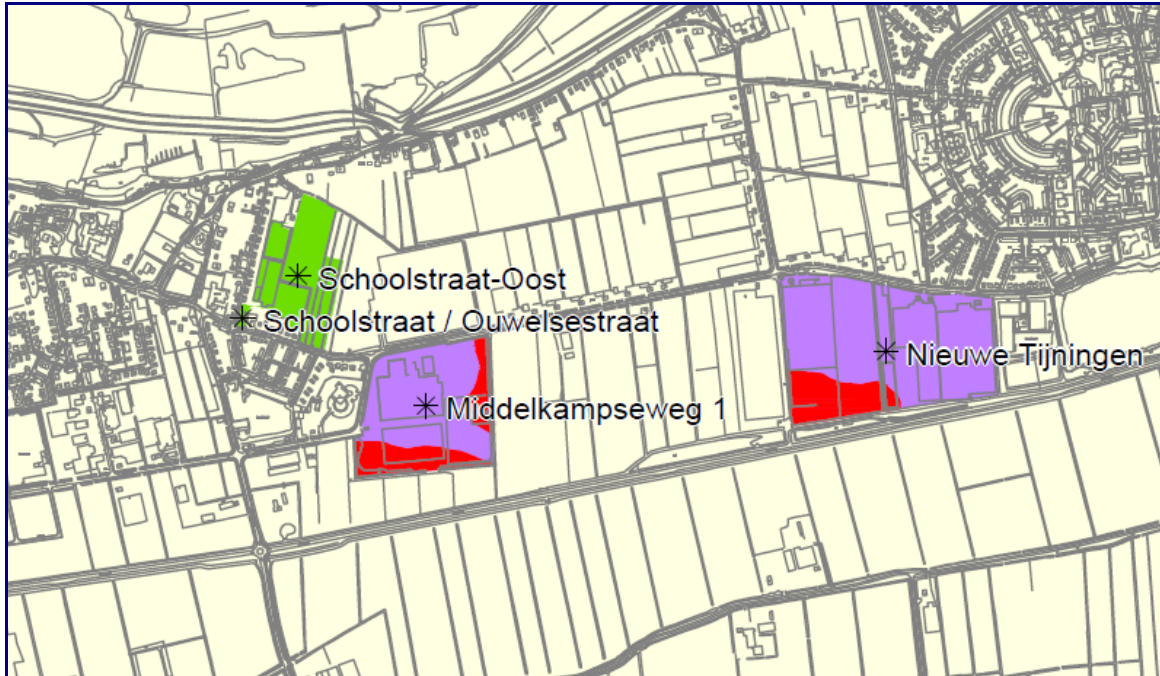 Schoolstraat-Oost
Schoolstraat / Ouwelsestraat
Nieuwe Tijningen
Middelkampseweg 1